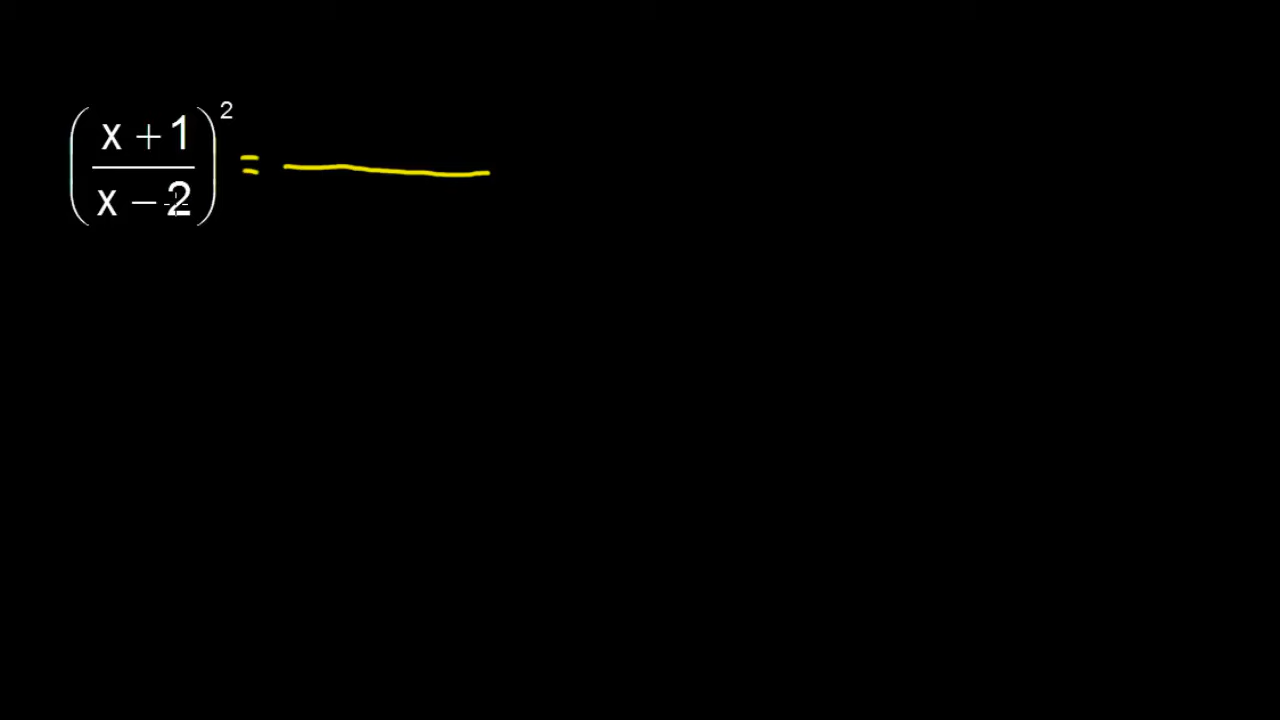 (x + 1 / x − 2)² =